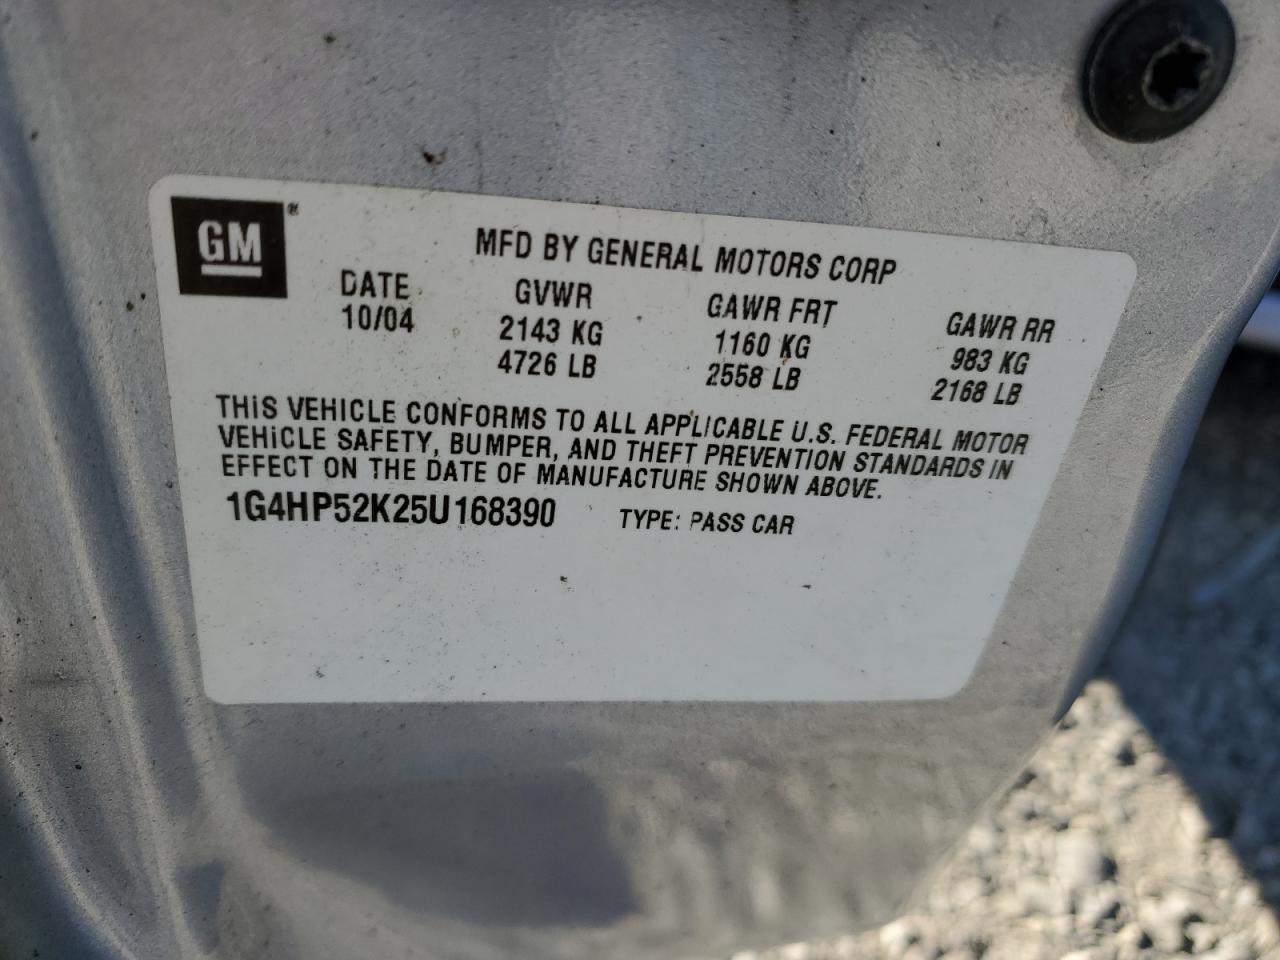 GM®
MFD BY GENERAL MOTORS CORP
DATE GVWR GAWR FRT GAWR RR
10/04 2143 KG 1160 KG 983 KG
4726 LB 2558 LB 2168 LB
THIS VEHICLE CONFORMS TO ALL APPLICABLE U.S. FEDERAL MOTOR
VEHICLE SAFETY, BUMPER, AND THEFT PREVENTION STANDARDS IN
EFFECT ON THE DATE OF MANUFACTURE SHOWN ABOVE.
1G4HP52K25U168390 TYPE: PASS CAR